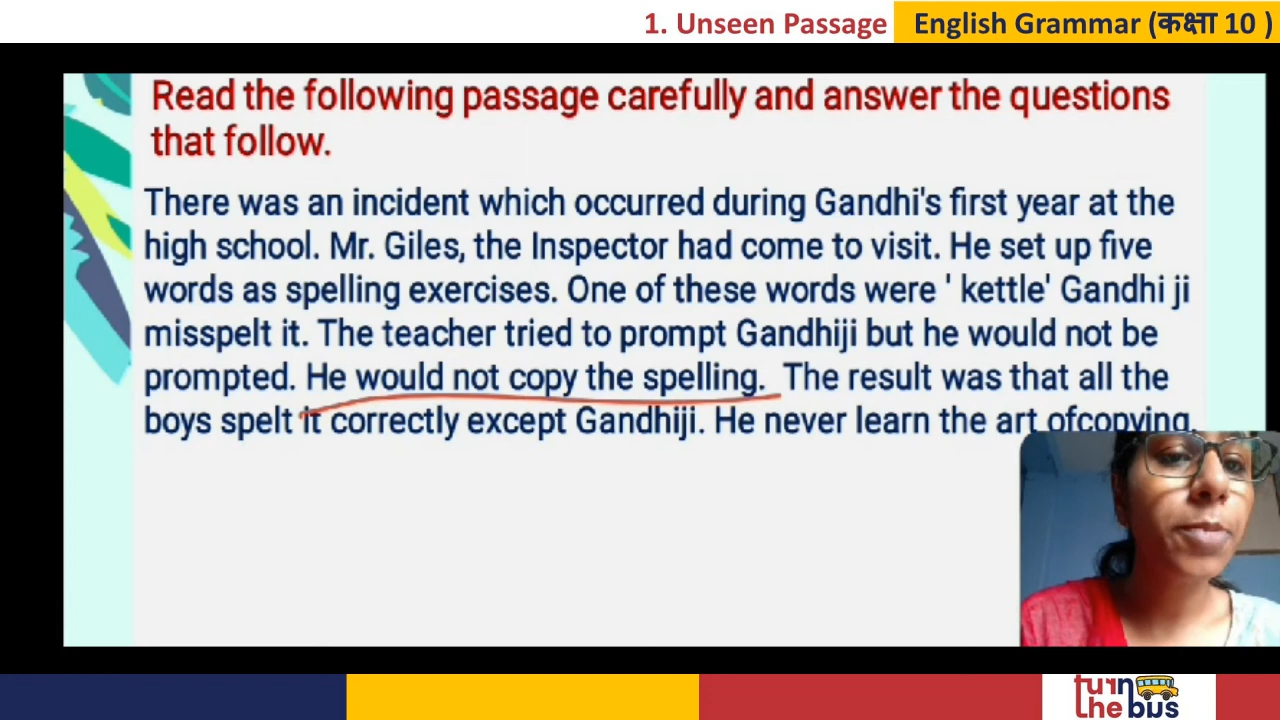 1. Unseen Passage English Grammar (कक्षा 10 )
Read the following passage carefully and answer the questions
that follow.
There was an incident which occurred during Gandhi's first year at the
high school. Mr. Giles, the Inspector had come to visit. He set up five
words as spelling exercises. One of these words were ' kettle' Gandhi ji
misspelt it. The teacher tried to prompt Gandhiji but he would not be
prompted. He would not copy the spelling. The result was that all the
boys spelt it correctly except Gandhiji. He never learn the art ofcopying.
turn
the bus